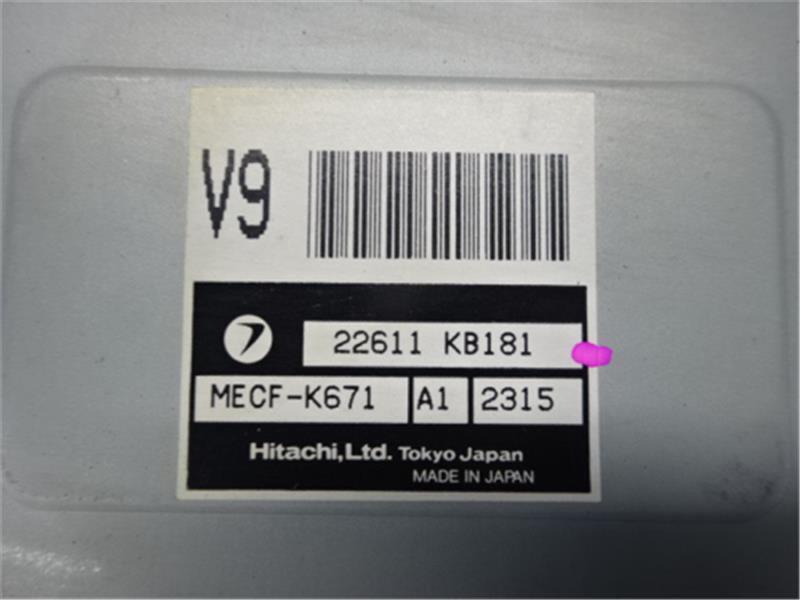 V9
22611 KB181
MECF-K671 A1 2315
Hitachi,Ltd. Tokyo Japan
MADE IN JAPAN